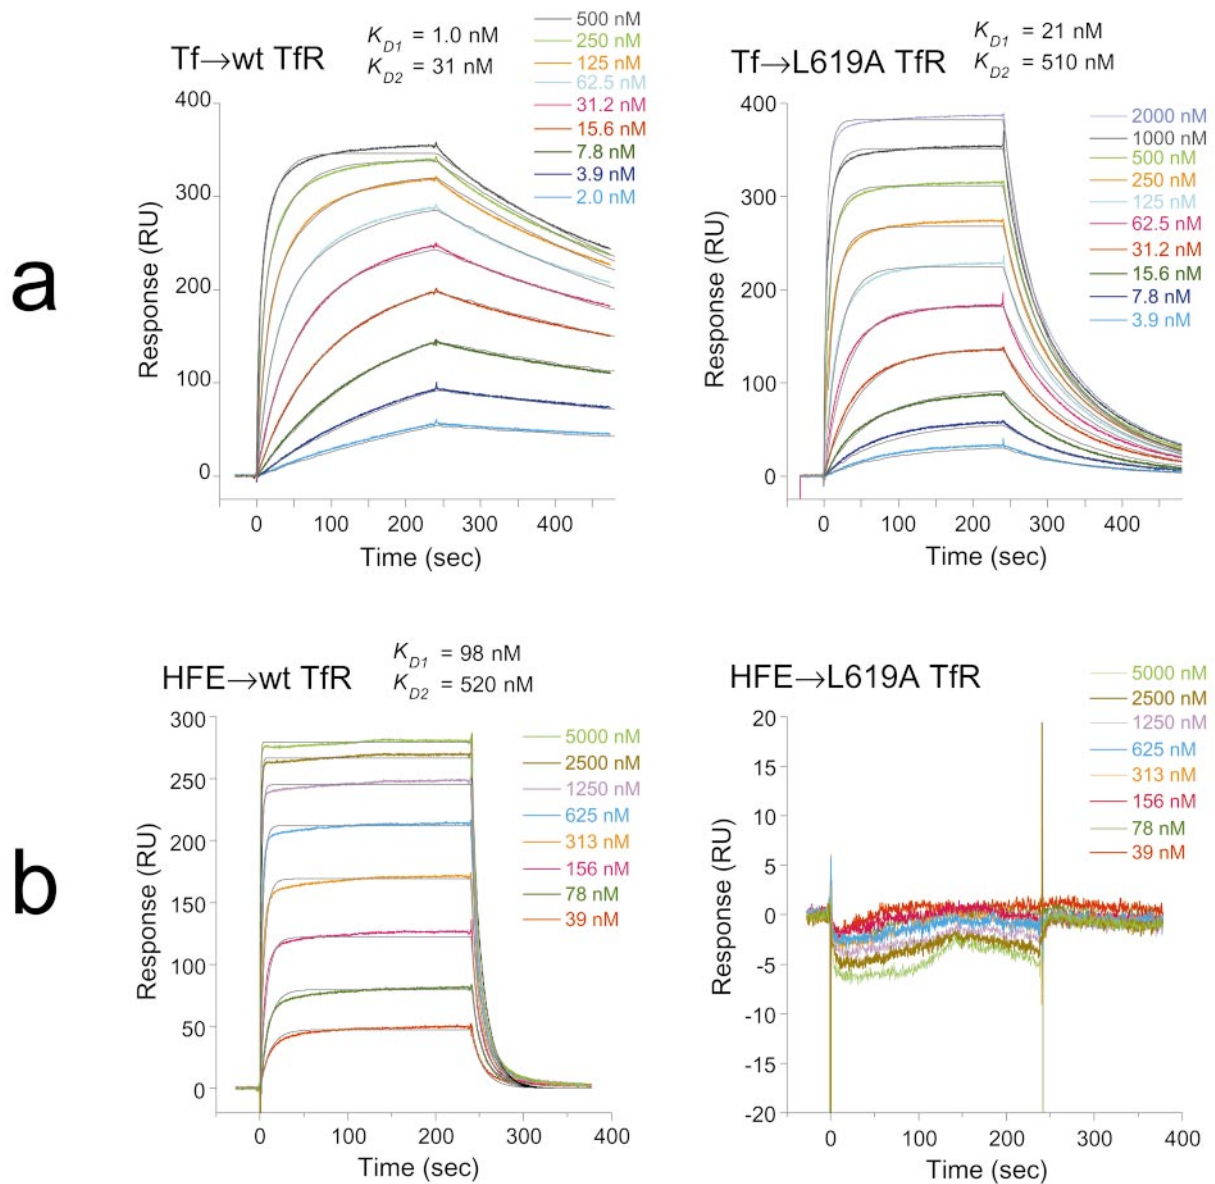 a
Tf→wt TfR
K_D1 = 1.0 nM
K_D2 = 31 nM
500 nM
250 nM
125 nM
62.5 nM
31.2 nM
15.6 nM
7.8 nM
3.9 nM
2.0 nM
Response (RU)
400
300
200
100
0
0 100 200 300 400
Time (sec)
Tf→L619A TfR
K_D1 = 21 nM
K_D2 = 510 nM
2000 nM
1000 nM
500 nM
250 nM
125 nM
62.5 nM
31.2 nM
15.6 nM
7.8 nM
3.9 nM
Response (RU)
400
300
200
100
0
0 100 200 300 400
Time (sec)
b
HFE→wt TfR
K_D1 = 98 nM
K_D2 = 520 nM
5000 nM
2500 nM
1250 nM
625 nM
313 nM
156 nM
78 nM
39 nM
Response (RU)
300
250
200
150
100
50
0
0 100 200 300 400
Time (sec)
HFE→L619A TfR
5000 nM
2500 nM
1250 nM
625 nM
313 nM
156 nM
78 nM
39 nM
Response (RU)
20
15
10
5
0
-5
-10
-15
-20
0 100 200 300 400
Time (sec)